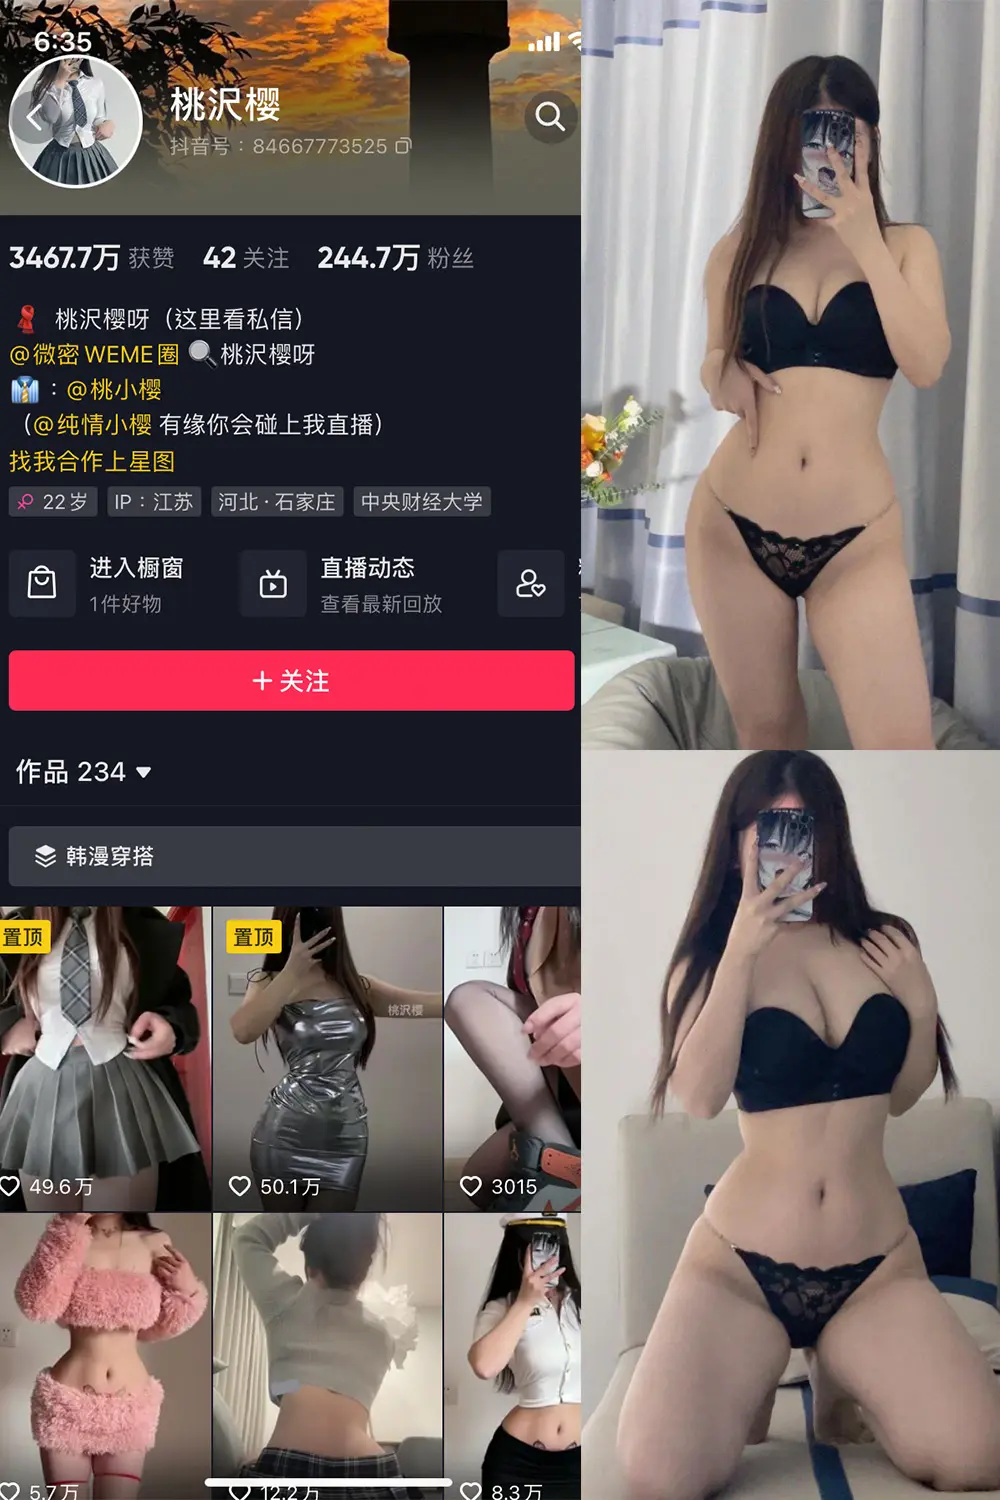 6:35
桃沢樱
抖音号：84667773525
3467.7万 获赞 42 关注 244.7万 粉丝
桃沢樱呀（这里看私信）
@微密 WEME圈 桃沢樱呀
：@桃小樱
（@纯情小樱 有缘你会碰上我直播）
找我合作上星图
22岁 IP：江苏 河北·石家庄 中央财经大学
进入橱窗 直播动态
1件好物 查看最新回放
+ 关注
作品 234
韩漫穿搭
置顶 置顶
桃沢樱
49.6万 50.1万 3015
5.7万 12.2万 8.3万